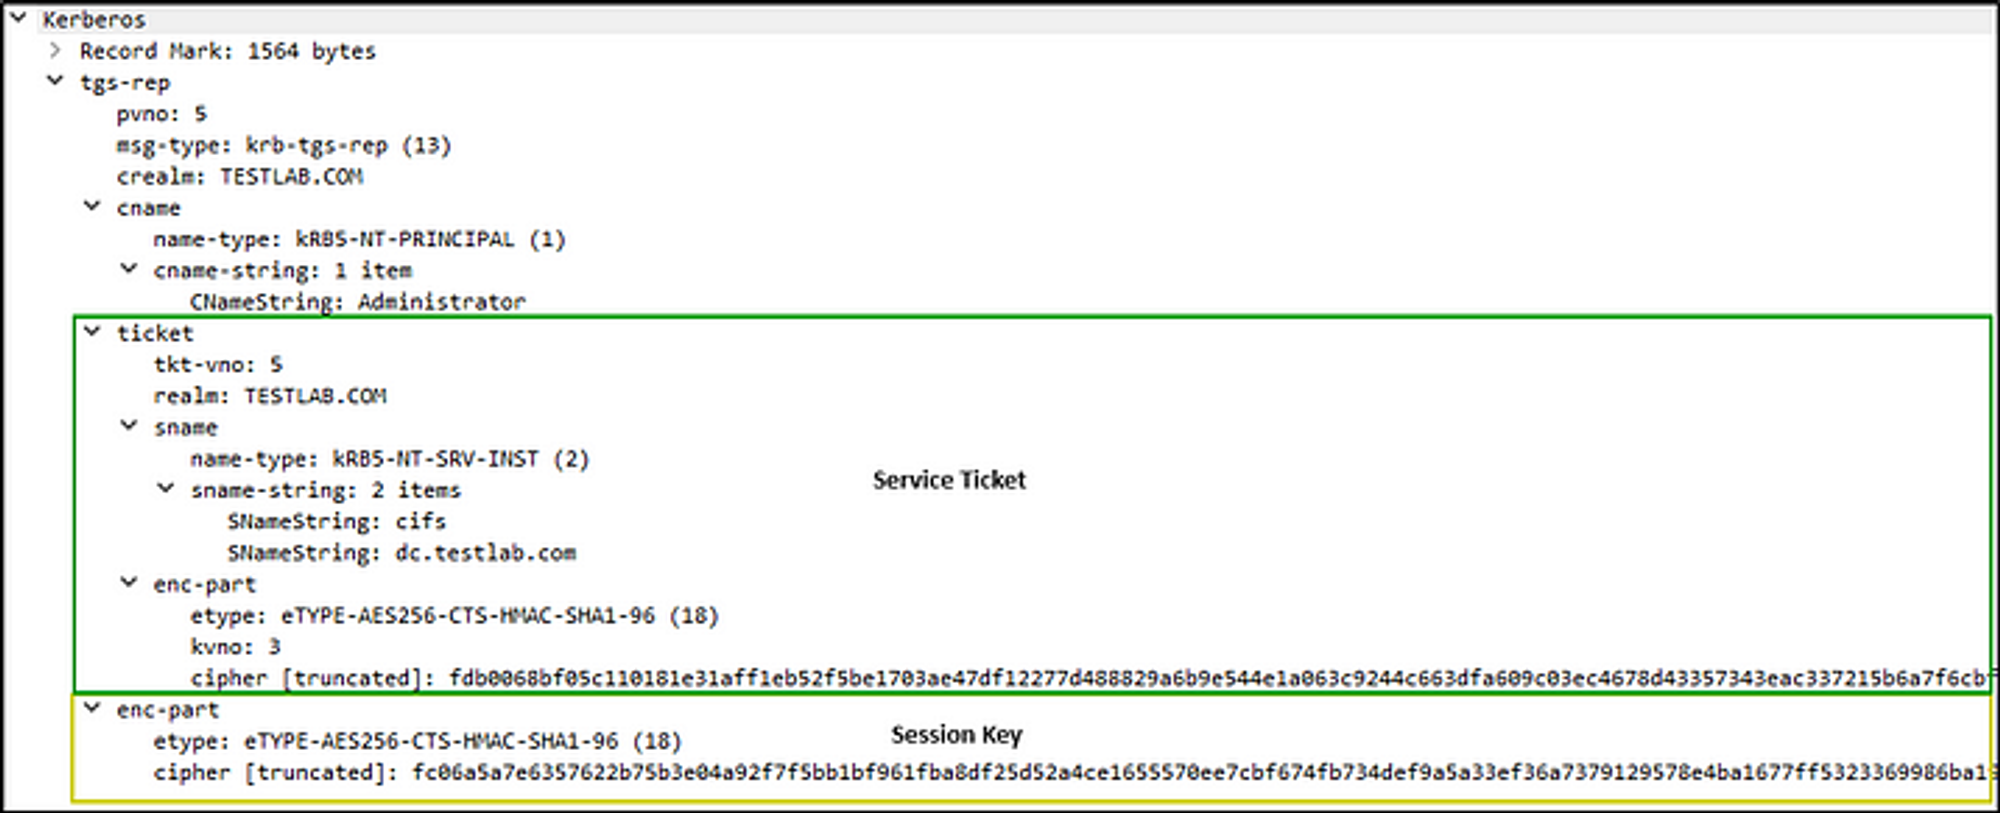 Kerberos
Record Mark: 1564 bytes
tgs-rep
pvno: 5
msg-type: krb-tgs-rep (13)
crealm: TESTLAB.COM
cname
name-type: kRB5-NT-PRINCIPAL (1)
cname-string: 1 item
CNameString: Administrator
ticket
tkt-vno: 5
realm: TESTLAB.COM
sname
name-type: kRB5-NT-SRV-INST (2)
Service Ticket
sname-string: 2 items
SNameString: cifs
SNameString: dc.testlab.com
enc-part
etype: eTYPE-AES256-CTS-HMAC-SHA1-96 (18)
kvno: 3
cipher [truncated]: fdb0068bf05c110181e31aff1eb52f5be1703ae47df12277d488829a6b9e544e1a063c9244c663dfa609c03ec4678d43357343eac337215b6a7f6cbf
enc-part
Session Key
etype: eTYPE-AES256-CTS-HMAC-SHA1-96 (18)
cipher [truncated]: fc06a5a7e6357622b75b3e04a92f7f5bb1bf961fba8df25d52a4ce1655570ee7cbf674fb734def9a5a33ef36a7379129578e4ba1677ff5323369986ba19